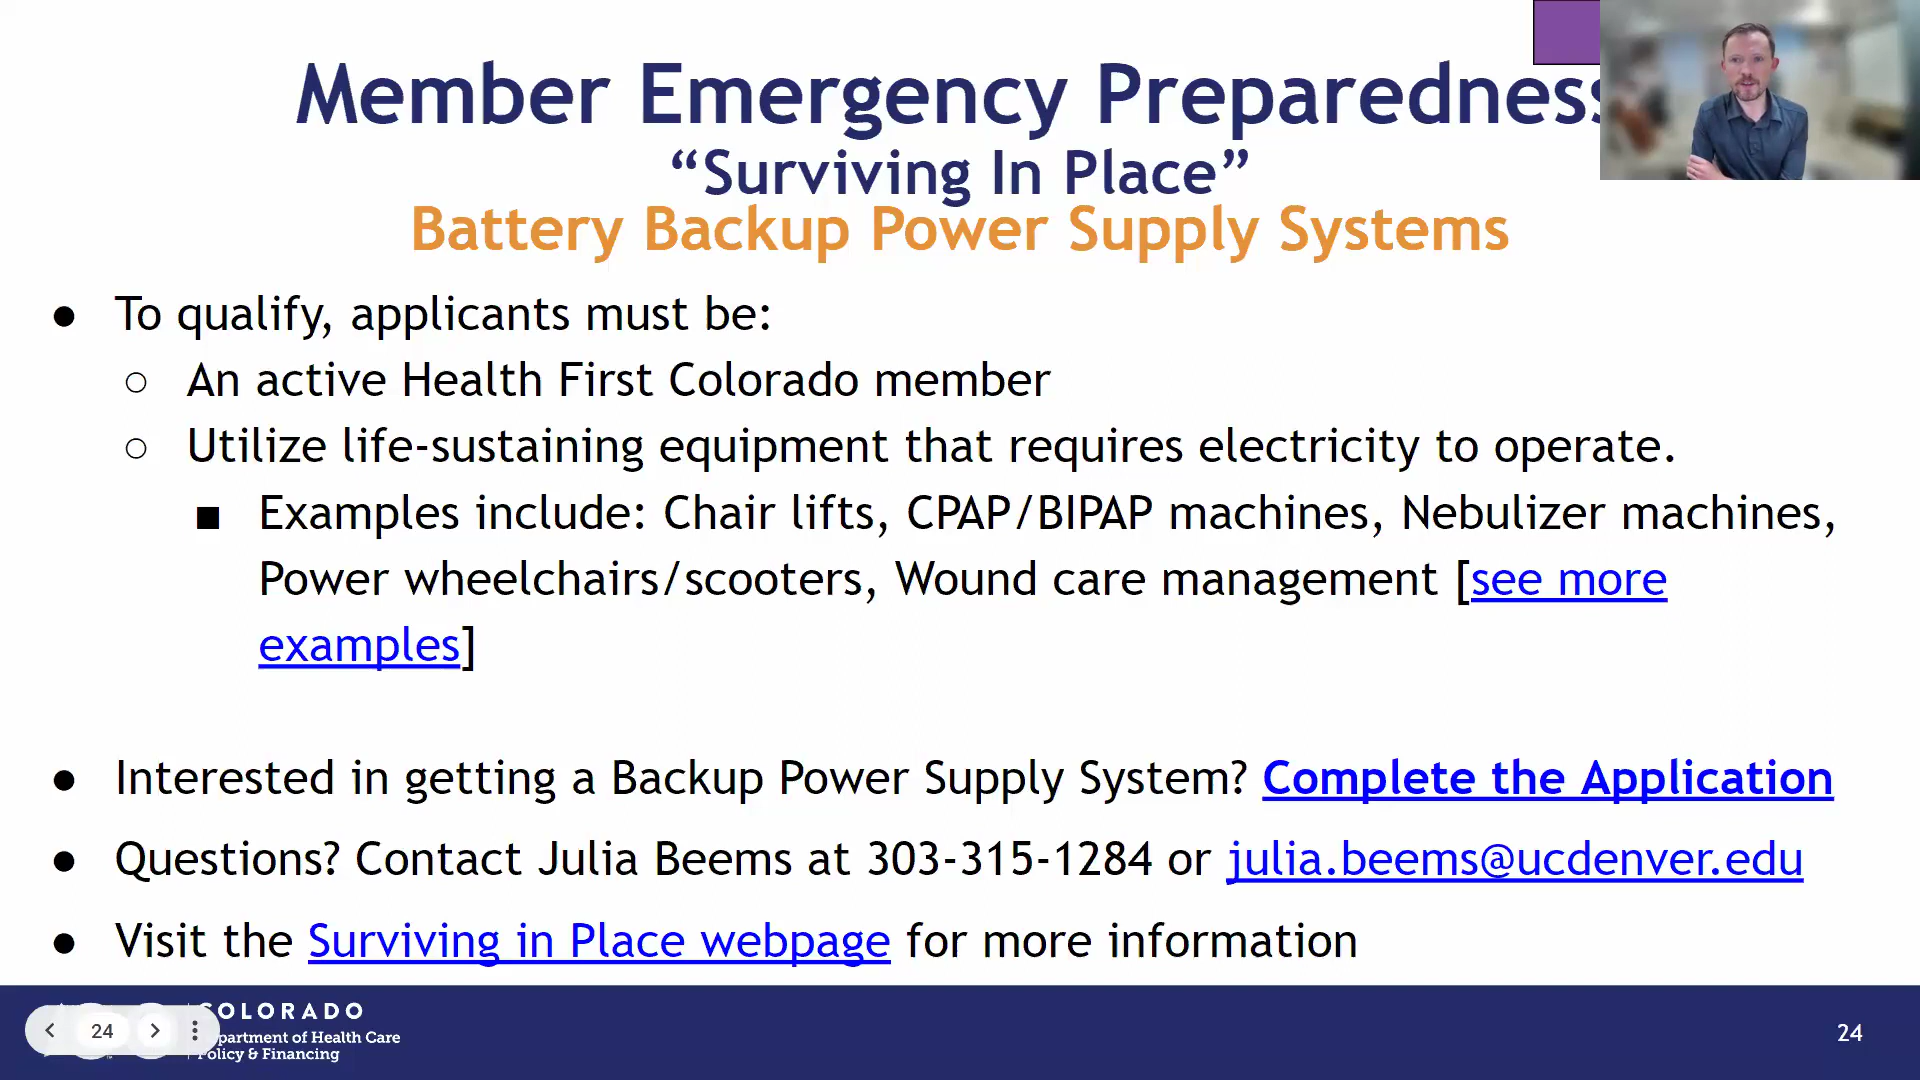 Member Emergency Preparedness
“Surviving In Place”
Battery Backup Power Supply Systems
● To qualify, applicants must be:
○ An active Health First Colorado member
○ Utilize life-sustaining equipment that requires electricity to operate.
■ Examples include: Chair lifts, CPAP/BIPAP machines, Nebulizer machines,
Power wheelchairs/scooters, Wound care management [see more
examples]
● Interested in getting a Backup Power Supply System? Complete the Application
● Questions? Contact Julia Beems at 303-315-1284 or julia.beems@ucdenver.edu
● Visit the Surviving in Place webpage for more information
COLORADO
Department of Health Care
Policy & Financing
24
24